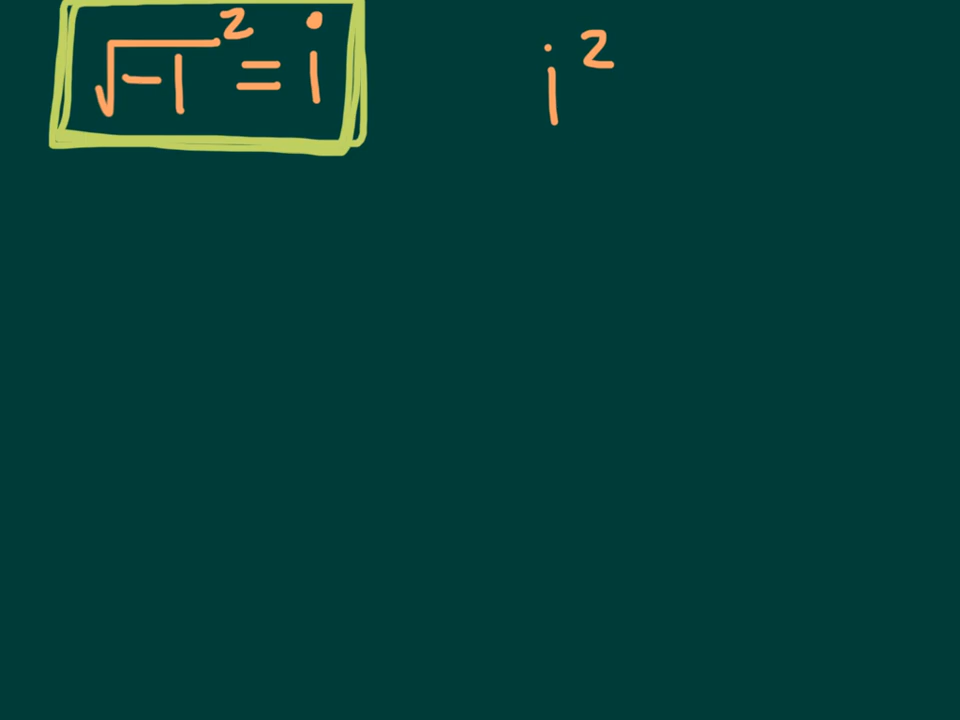 √-1² = i
i²